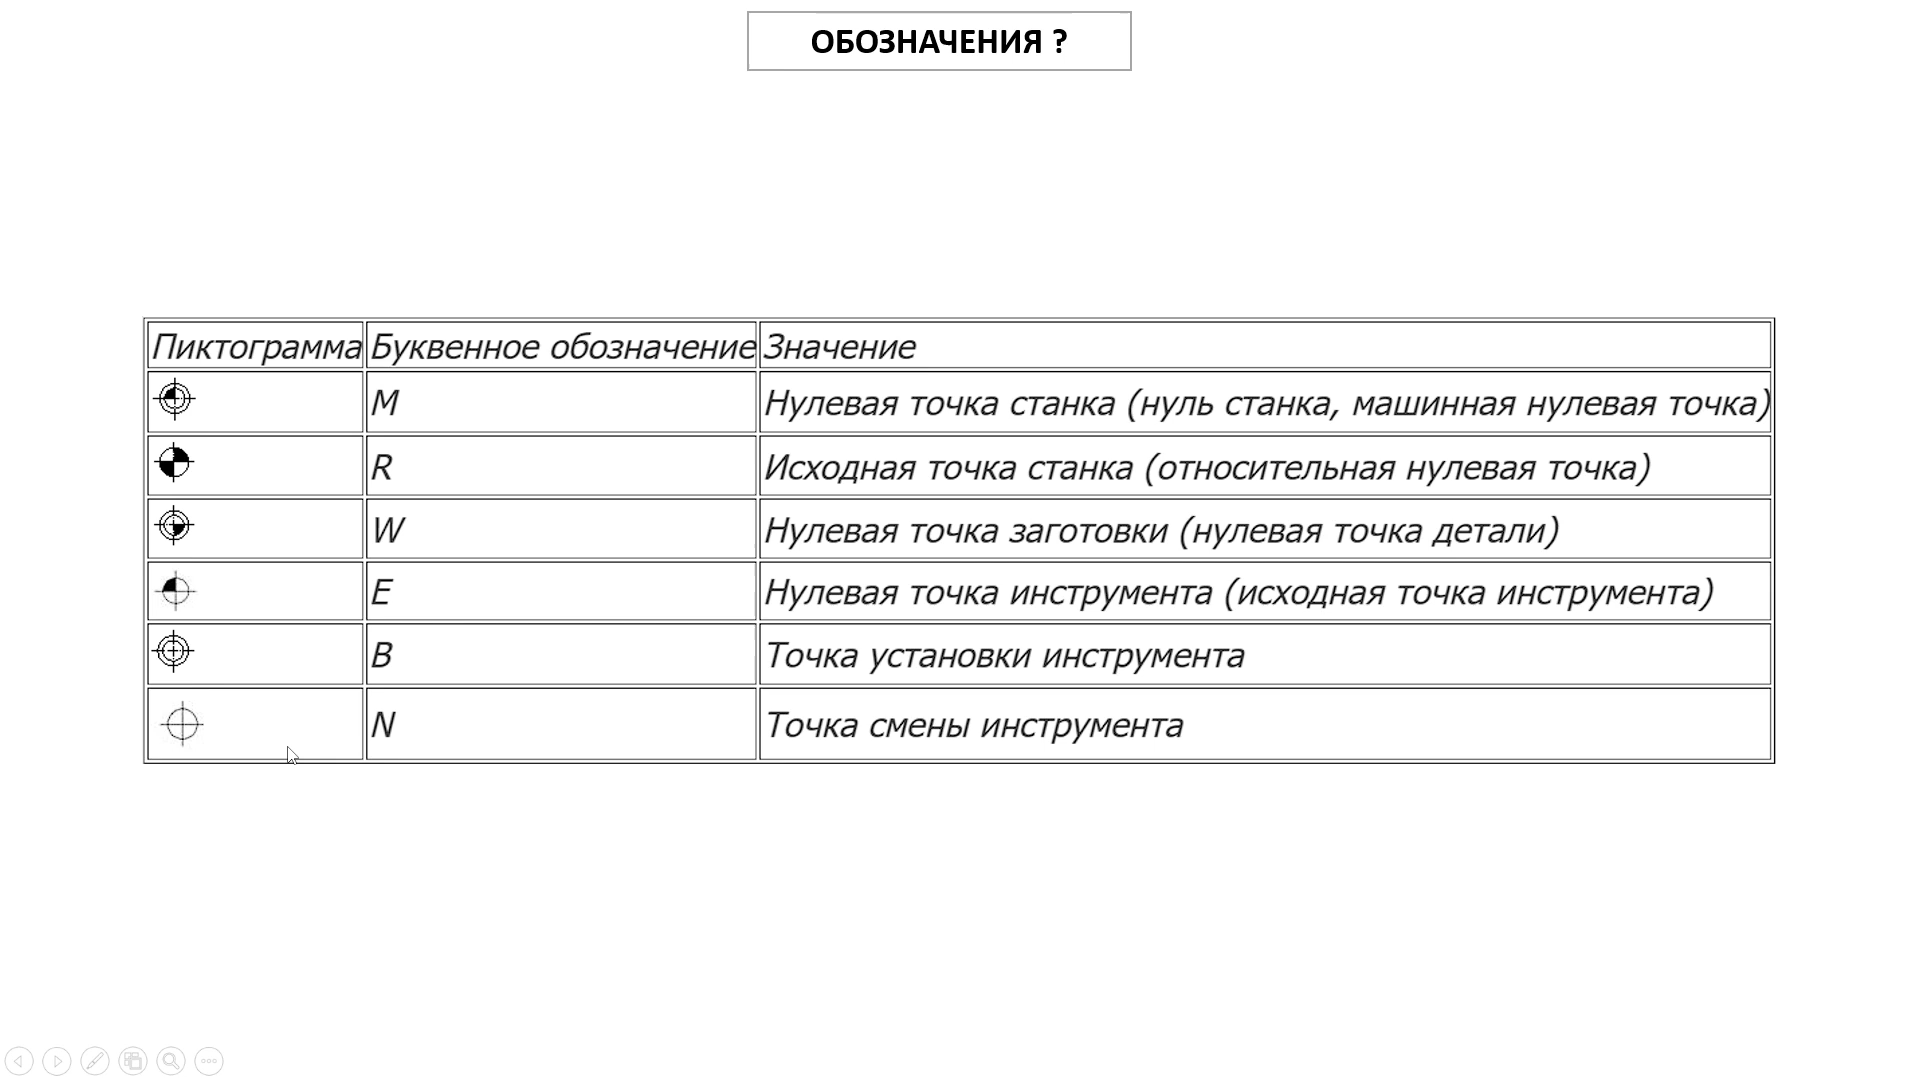 ОБОЗНАЧЕНИЯ ?
Пиктограмма Буквенное обозначение Значение
M Нулевая точка станка (нуль станка, машинная нулевая точка)
R Исходная точка станка (относительная нулевая точка)
W Нулевая точка заготовки (нулевая точка детали)
E Нулевая точка инструмента (исходная точка инструмента)
B Точка установки инструмента
N Точка смены инструмента